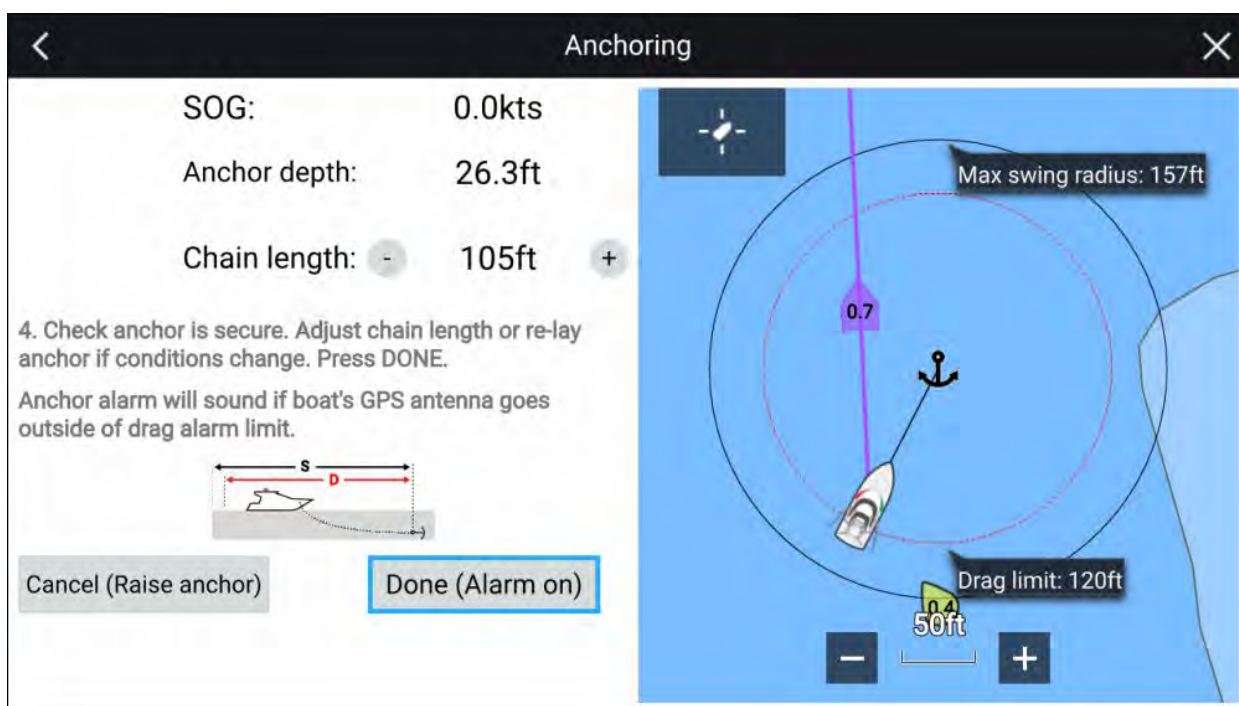 Anchoring
SOG: 0.0kts
Anchor depth: 26.3ft
Chain length: - 105ft +
4. Check anchor is secure. Adjust chain length or re-lay
anchor if conditions change. Press DONE.
Anchor alarm will sound if boat's GPS antenna goes
outside of drag alarm limit.
S
D
Cancel (Raise anchor) Done (Alarm on)
Max swing radius: 157ft
0.7
Drag limit: 120ft
0.4
50ft
- +